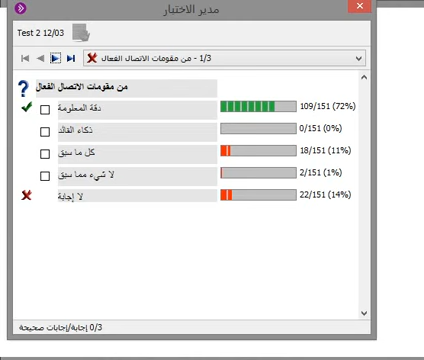 مدير الاختبار
Test 2 12/03
1/3 - من مقومات الاتصال الفعال
من مقومات الاتصال الفعال
دقة المعلومة 109/151 (72%)
ذكاء القائد 0/151 (0%)
كل ما سبق 18/151 (11%)
لا شيء مما سبق 2/151 (1%)
لا إجابة 22/151 (14%)
0/3 إجابة/إجابات صحيحة